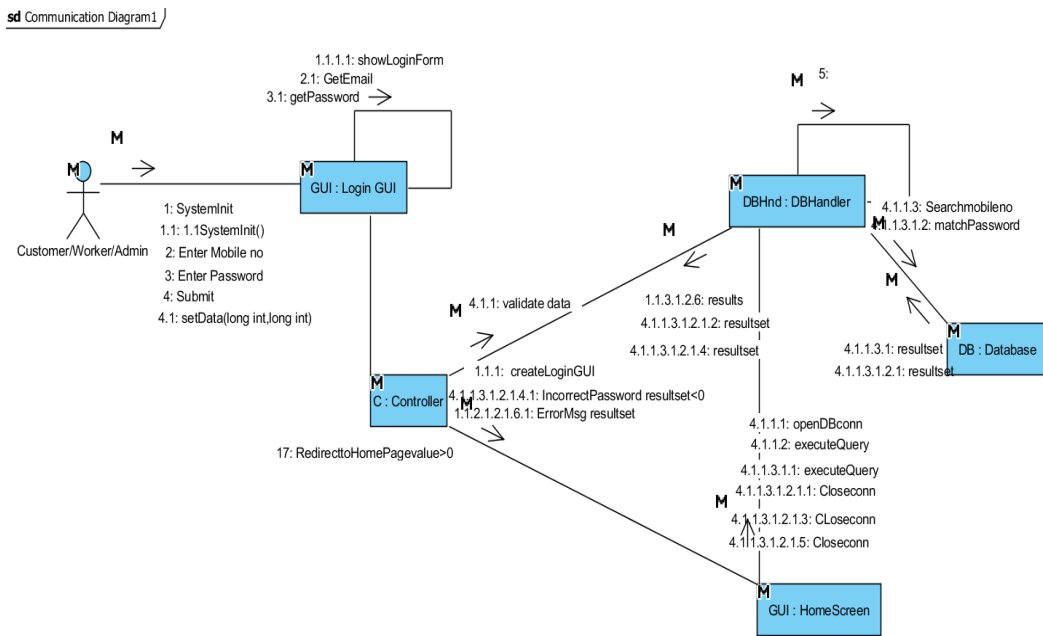 sd Communication Diagram1
1.1.1.1: showLoginForm
2.1: GetEmail
3.1: getPassword
M
5:
M
M
M
GUI : Login GUI
M
DBHnd : DBHandler
Customer/Worker/Admin
1: SystemInit
1.1: 1.1SystemInit()
2: Enter Mobile no
3: Enter Password
4: Submit
4.1: setData(long int,long int)
4.1.1.3: Searchmobileno
M
4.1.1.3.1.2: matchPassword
M
M
4.1.1: validate data
M
1.1.3.1.2.6: results
4.1.1.3.1.2.1.2: resultset
4.1.1.3.1.2.1.4: resultset
M
DB : Database
4.1.1.3.1: resultset
4.1.1.3.1.2.1: resultset
M
C : Controller
1.1.1: createLoginGUI
4.1.1.3.1.2.1.4.1: IncorrectPassword resultset<0
M
1.1.2.1.2.1.6.1: ErrorMsg resultset
17: RedirecttoHomePagevalue>0
4.1.1.1: openDBconn
4.1.1.2: executeQuery
4.1.1.3.1.1: executeQuery
4.1.1.3.1.2.1.1: Closeconn
M
4.1.1.3.1.2.1.3: CLoseconn
4.1.1.3.1.2.1.5: Closeconn
M
GUI : HomeScreen